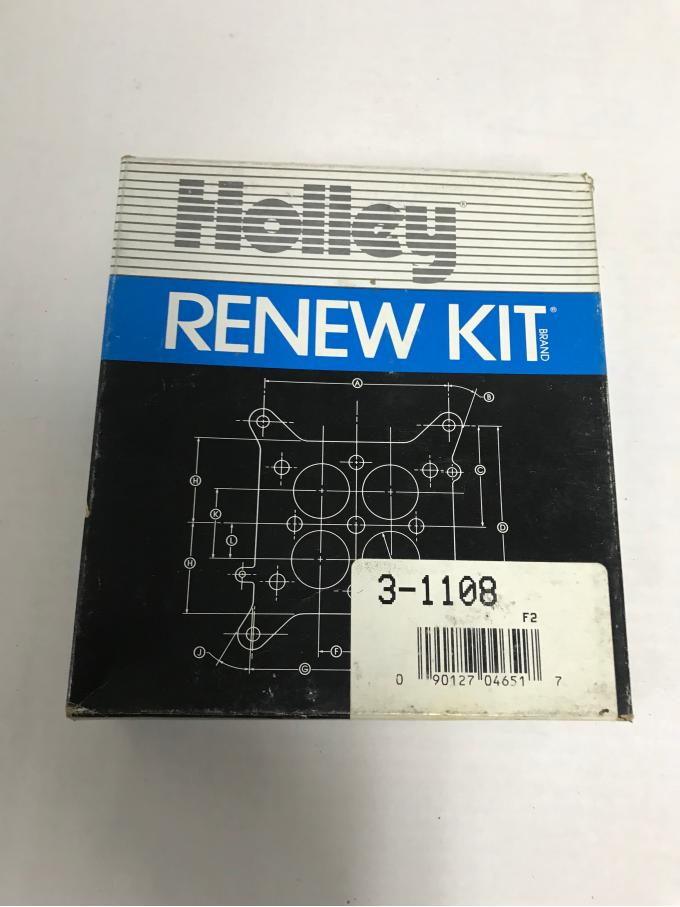 Holley®
RENEW KIT® BRAND
A
B
C
H
K
D
L
H
J
F
G
3-1108
F2
0 90127 04651 7